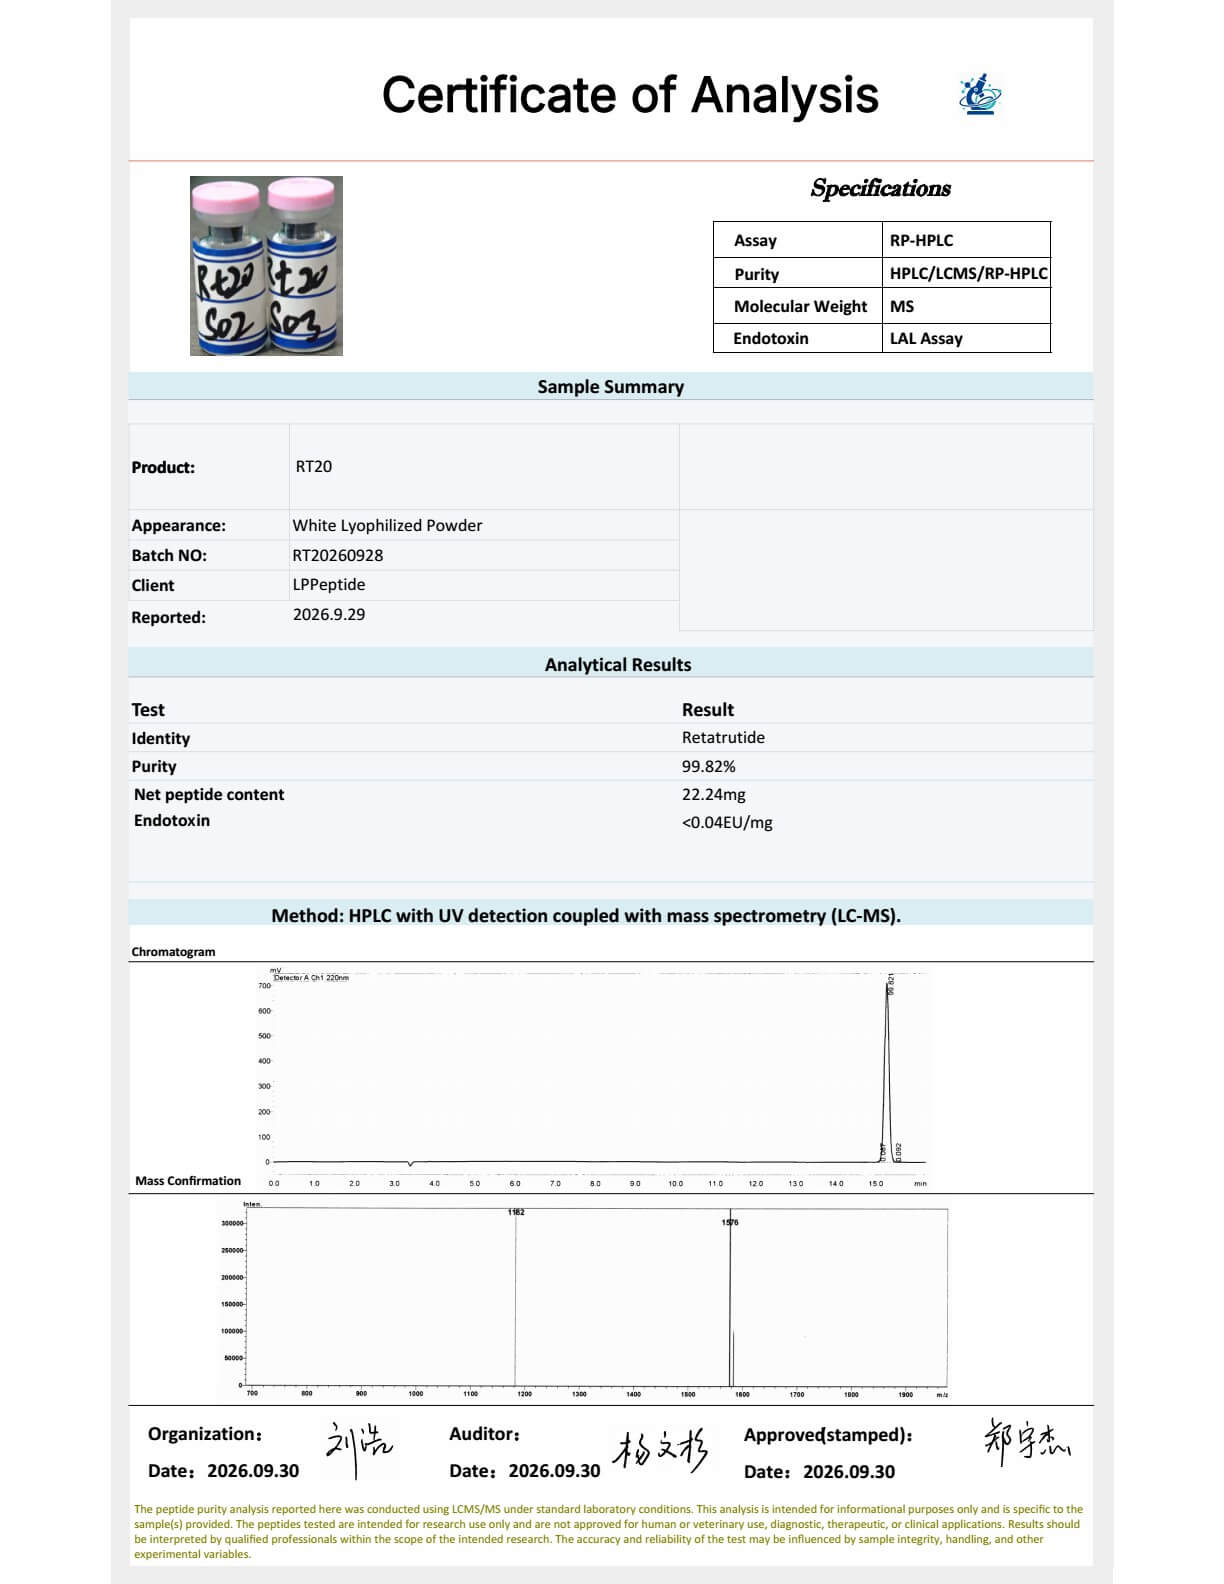 Certificate of Analysis
Rt20
S02
Rt20
S03
Specifications
Assay RP-HPLC
Purity HPLC/LCMS/RP-HPLC
Molecular Weight MS
Endotoxin LAL Assay
Sample Summary
Product: RT20
Appearance: White Lyophilized Powder
Batch NO: RT20260928
Client LPPeptide
Reported: 2026.9.29
Analytical Results
Test Result
Identity Retatrutide
Purity 99.82%
Net peptide content 22.24mg
Endotoxin <0.04EU/mg
Method: HPLC with UV detection coupled with mass spectrometry (LC-MS).
Chromatogram
mV
Detector A Ch1 220nm
99.821
700
600
500
400
300
200
100
0.087 0.092
0
0.0 1.0 2.0 3.0 4.0 5.0 6.0 7.0 8.0 9.0 10.0 11.0 12.0 13.0 14.0 15.0 min
Mass Confirmation
Inten.
1182
1576
300000
250000
200000
150000
100000
50000
0
700 800 900 1000 1100 1200 1300 1400 1500 1600 1700 1800 1900 m/z
Organization: 刘浩 Auditor: 杨文杉 Approved(stamped): 郑宇杰
Date: 2026.09.30 Date: 2026.09.30 Date: 2026.09.30
The peptide purity analysis reported here was conducted using LCMS/MS under standard laboratory conditions. This analysis is intended for informational purposes only and is specific to the
sample(s) provided. The peptides tested are intended for research use only and are not approved for human or veterinary use, diagnostic, therapeutic, or clinical applications. Results should
be interpreted by qualified professionals within the scope of the intended research. The accuracy and reliability of the test may be influenced by sample integrity, handling, and other
experimental variables.